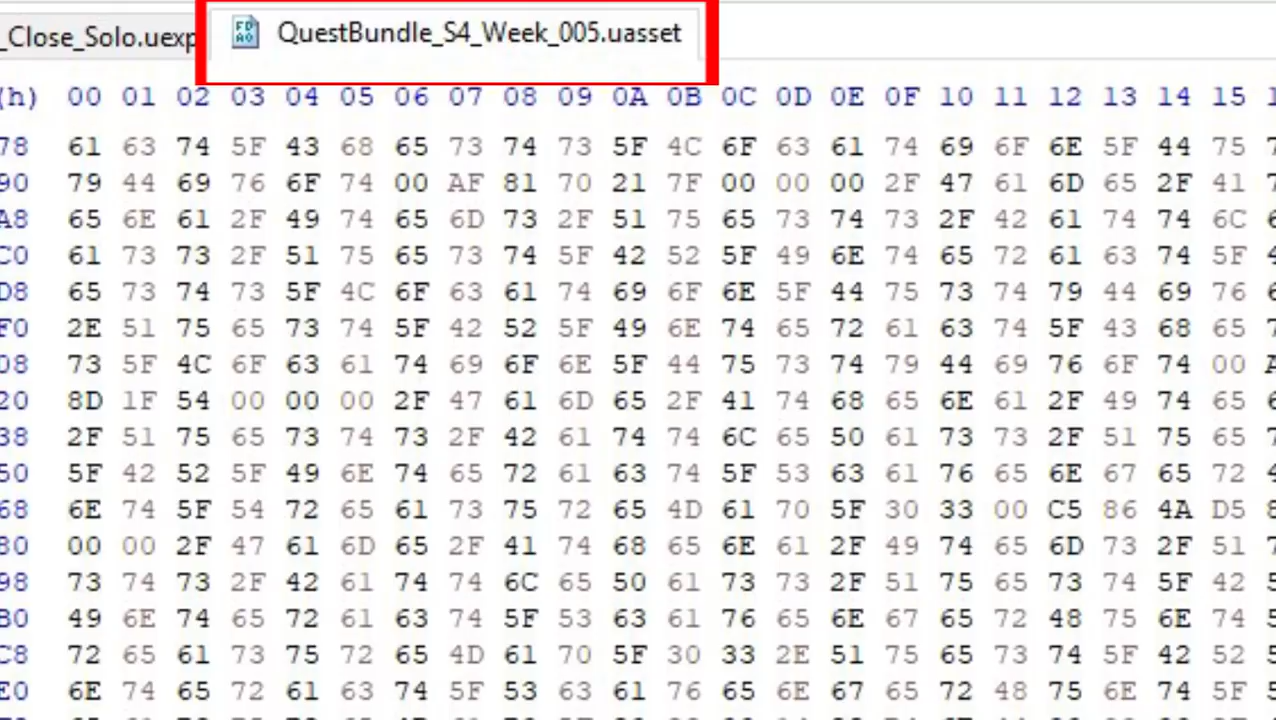 _Close_Solo.uexp QuestBundle_S4_Week_005.uasset
(h) 00 01 02 03 04 05 06 07 08 09 0A 0B 0C 0D 0E 0F 10 11 12 13 14 15
78 61 63 74 5F 43 68 65 73 74 73 5F 4C 6F 63 61 74 69 6F 6E 5F 44 75
90 79 44 69 76 6F 74 00 AF 81 70 21 7F 00 00 00 2F 47 61 6D 65 2F 41
A8 65 6E 61 2F 49 74 65 6D 73 2F 51 75 65 73 74 73 2F 42 61 74 74 6C
C0 61 73 73 2F 51 75 65 73 74 5F 42 52 5F 49 6E 74 65 72 61 63 74 5F
D8 65 73 74 73 5F 4C 6F 63 61 74 69 6F 6E 5F 44 75 73 74 79 44 69 76
F0 2E 51 75 65 73 74 5F 42 52 5F 49 6E 74 65 72 61 63 74 5F 43 68 65
08 73 5F 4C 6F 63 61 74 69 6F 6E 5F 44 75 73 74 79 44 69 76 6F 74 00
20 8D 1F 54 00 00 00 2F 47 61 6D 65 2F 41 74 68 65 6E 61 2F 49 74 65
38 2F 51 75 65 73 74 73 2F 42 61 74 74 6C 65 50 61 73 73 2F 51 75 65
50 5F 42 52 5F 49 6E 74 65 72 61 63 74 5F 53 63 61 76 65 6E 67 65 72
68 6E 74 5F 54 72 65 61 73 75 72 65 4D 61 70 5F 30 33 00 C5 86 4A D5
80 00 00 2F 47 61 6D 65 2F 41 74 68 65 6E 61 2F 49 74 65 6D 73 2F 51
98 73 74 73 2F 42 61 74 74 6C 65 50 61 73 73 2F 51 75 65 73 74 5F 42
B0 49 6E 74 65 72 61 63 74 5F 53 63 61 76 65 6E 67 65 72 48 75 6E 74
C8 72 65 61 73 75 72 65 4D 61 70 5F 30 33 2E 51 75 65 73 74 5F 42 52
E0 6E 74 65 72 61 63 74 5F 53 63 61 76 65 6E 67 65 72 48 75 6E 74 5F